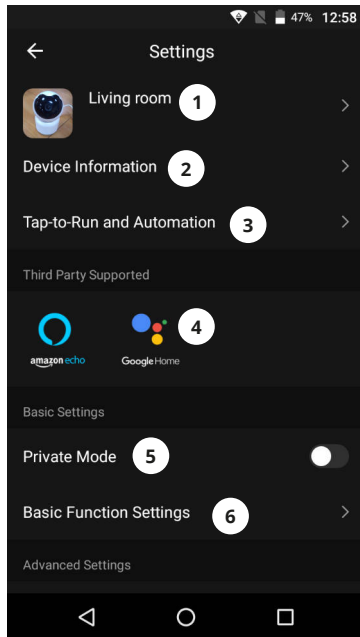 47% 12:58
Settings
Living room 1
Device Information 2
Tap-to-Run and Automation 3
Third Party Supported
4
amazon echo Google Home
Basic Settings
Private Mode 5
Basic Function Settings 6
Advanced Settings